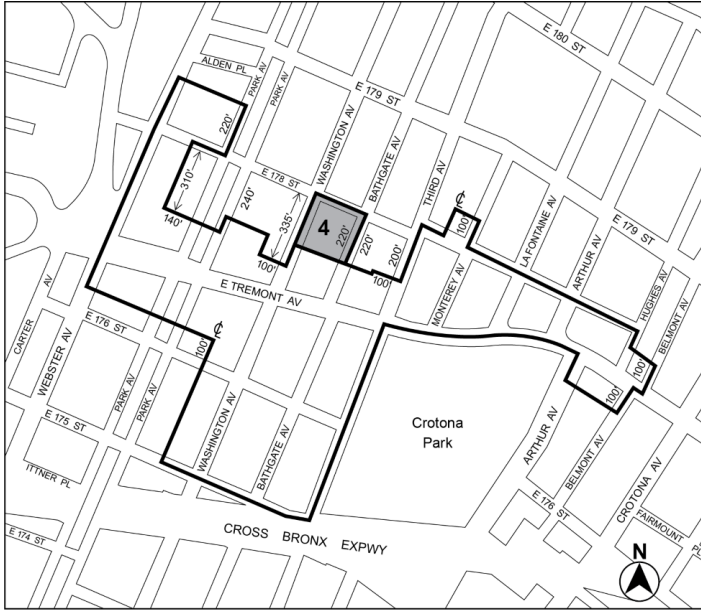 E 180 ST
ALDEN PL
PARK AV
PARK AV
E 179 ST
220'
WASHINGTON AV
BATHGATE AV
THIRD AV
E 178 ST
310'
240'
335'
140'
100'
4
220'
220'
200'
100'
℄
100'
LA FONTAINE AV
ARTHUR AV
E 179 ST
HUGHES AV
BELMONT AV
MONTEREY AV
E TREMONT AV
℄
100'
CARTER AV
WEBSTER AV
E 176 ST
PARK AV
PARK AV
E 175 ST
ITTNER PL
E 174 ST
WASHINGTON AV
BATHGATE AV
Crotona
Park
100'
100'
ARTHUR AV
BELMONT AV
E 176 ST
CROTONA AV
FAIRMOUNT PL
CROSS BRONX EXPWY
N